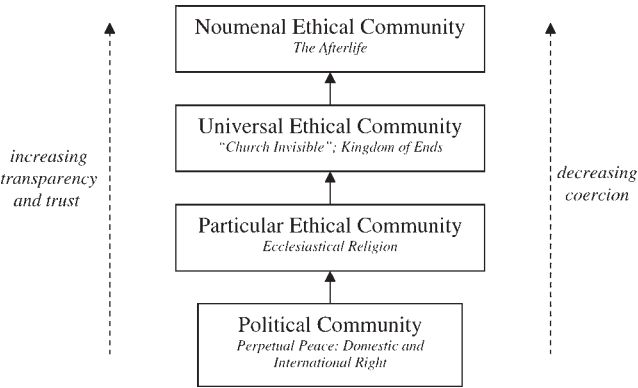 Noumenal Ethical Community
The Afterlife
Universal Ethical Community
“Church Invisible”; Kingdom of Ends
increasing
transparency
and trust
decreasing
coercion
Particular Ethical Community
Ecclesiastical Religion
Political Community
Perpetual Peace: Domestic and
International Right